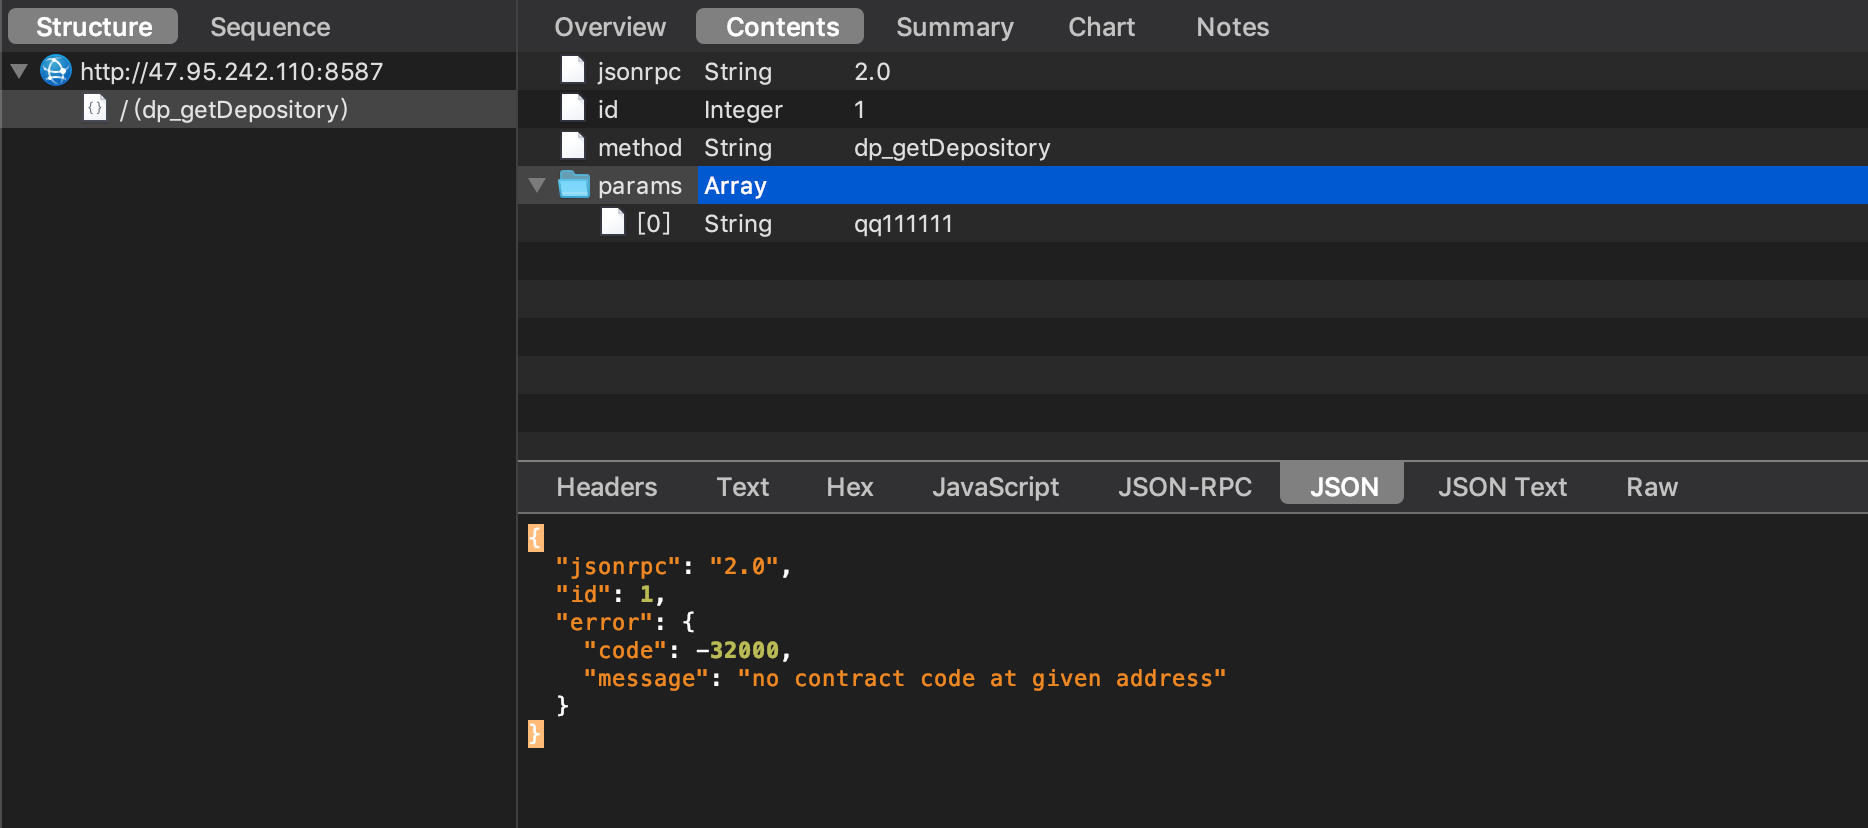 Structure Sequence
http://47.95.242.110:8587
/ (dp_getDepository)
Overview Contents Summary Chart Notes
jsonrpc String 2.0
id Integer 1
method String dp_getDepository
params Array
[0] String qq111111
Headers Text Hex JavaScript JSON-RPC JSON JSON Text Raw
{
"jsonrpc": "2.0",
"id": 1,
"error": {
"code": -32000,
"message": "no contract code at given address"
}
}